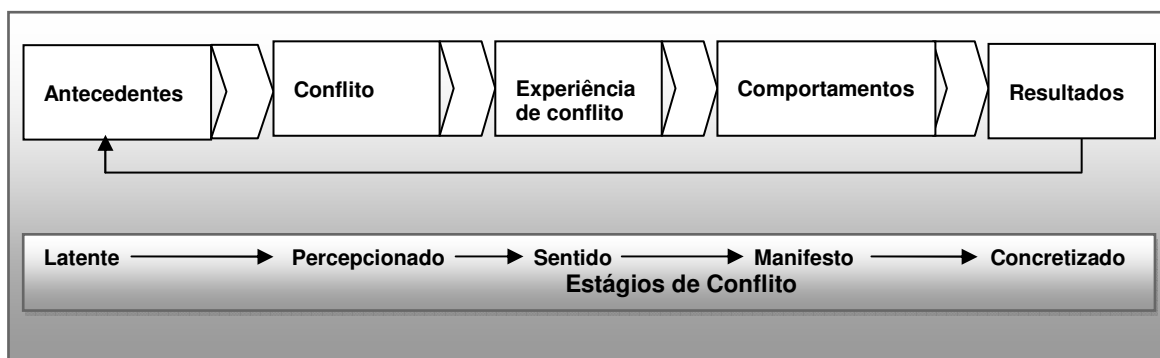 Antecedentes
Conflito
Experiência
de conflito
Comportamentos
Resultados
Latente
Percepcionado
Sentido
Manifesto
Concretizado
Estágios de Conflito